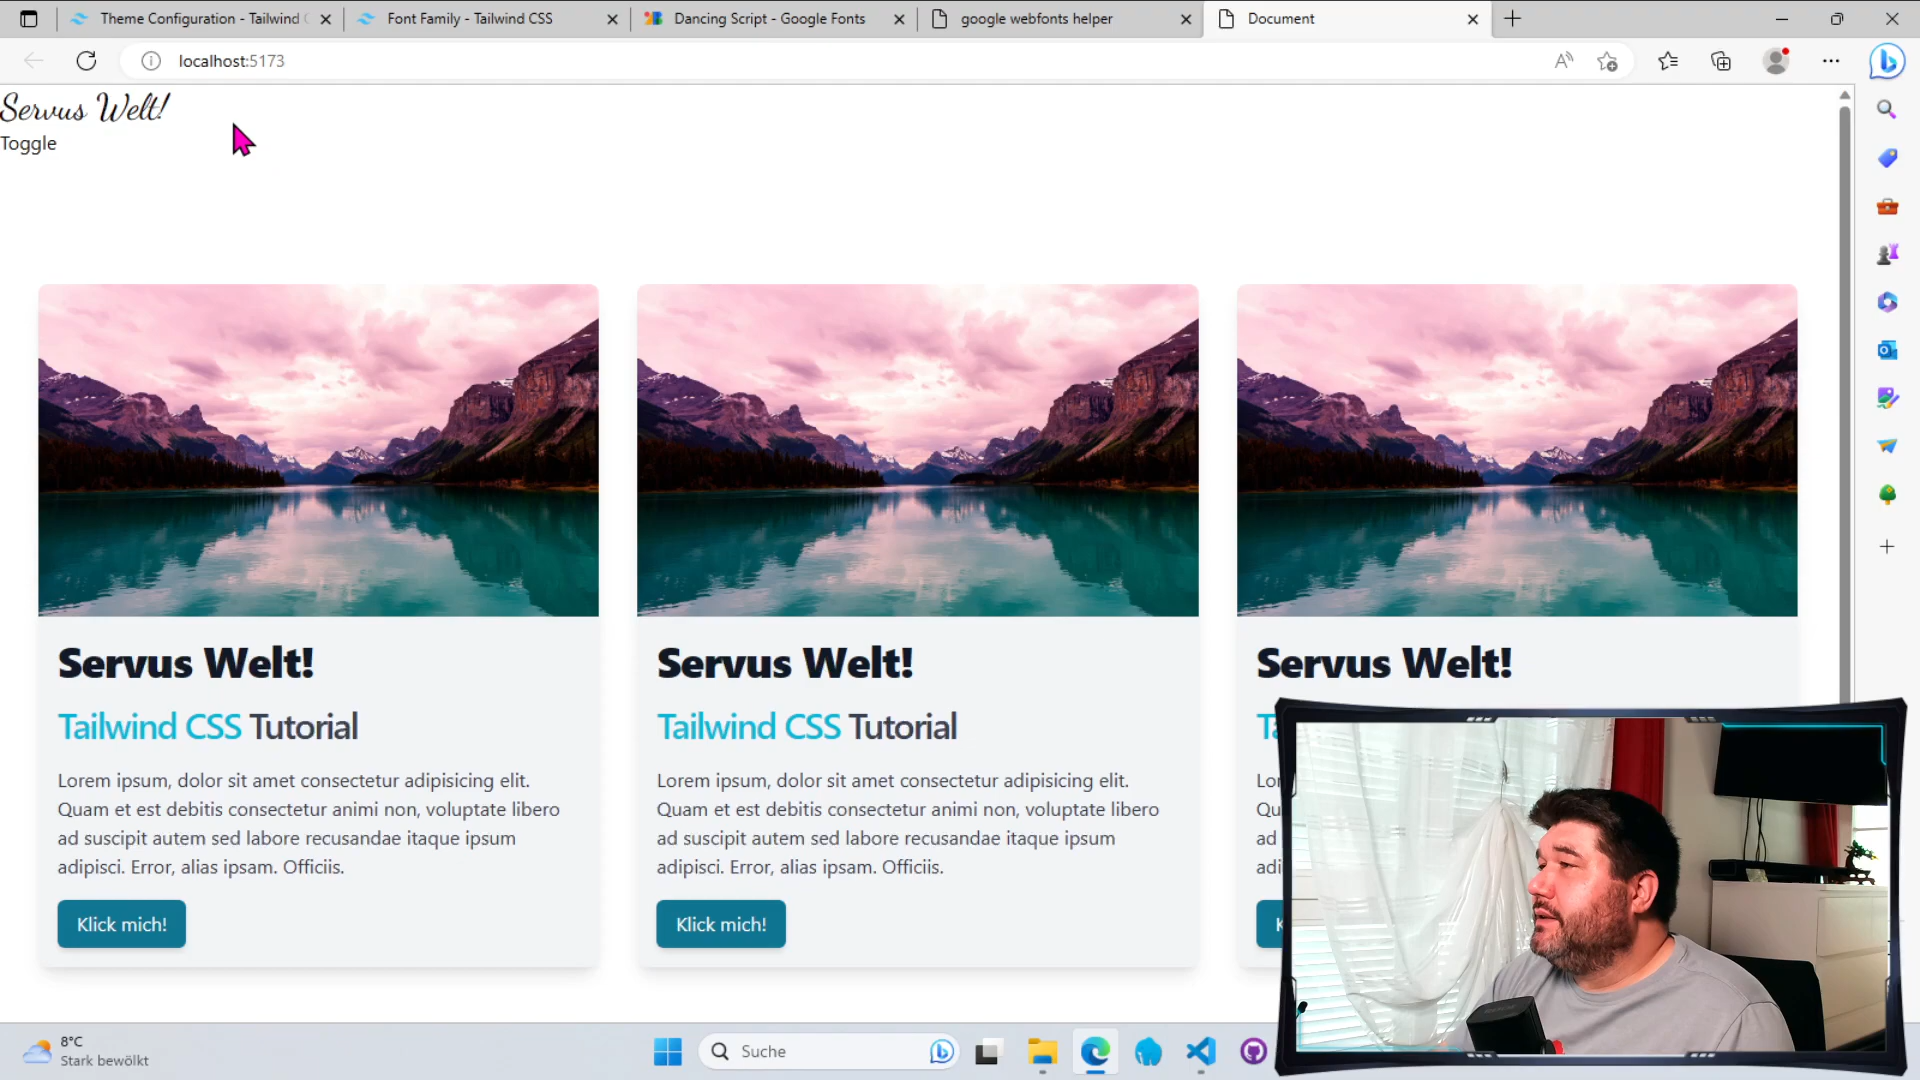 Theme Configuration - Tailwind
Font Family - Tailwind CSS
Dancing Script - Google Fonts
google webfonts helper
Document
localhost:5173
Servus Welt!
Toggle
Servus Welt!
Tailwind CSS Tutorial
Lorem ipsum, dolor sit amet consectetur adipisicing elit.
Quam et est debitis consectetur animi non, voluptate libero
ad suscipit autem sed labore recusandae itaque ipsum
adipisci. Error, alias ipsam. Officiis.
Klick mich!
Servus Welt!
Tailwind CSS Tutorial
Lorem ipsum, dolor sit amet consectetur adipisicing elit.
Quam et est debitis consectetur animi non, voluptate libero
ad suscipit autem sed labore recusandae itaque ipsum
adipisci. Error, alias ipsam. Officiis.
Klick mich!
Servus Welt!
8°C
Stark bewölkt
Suche